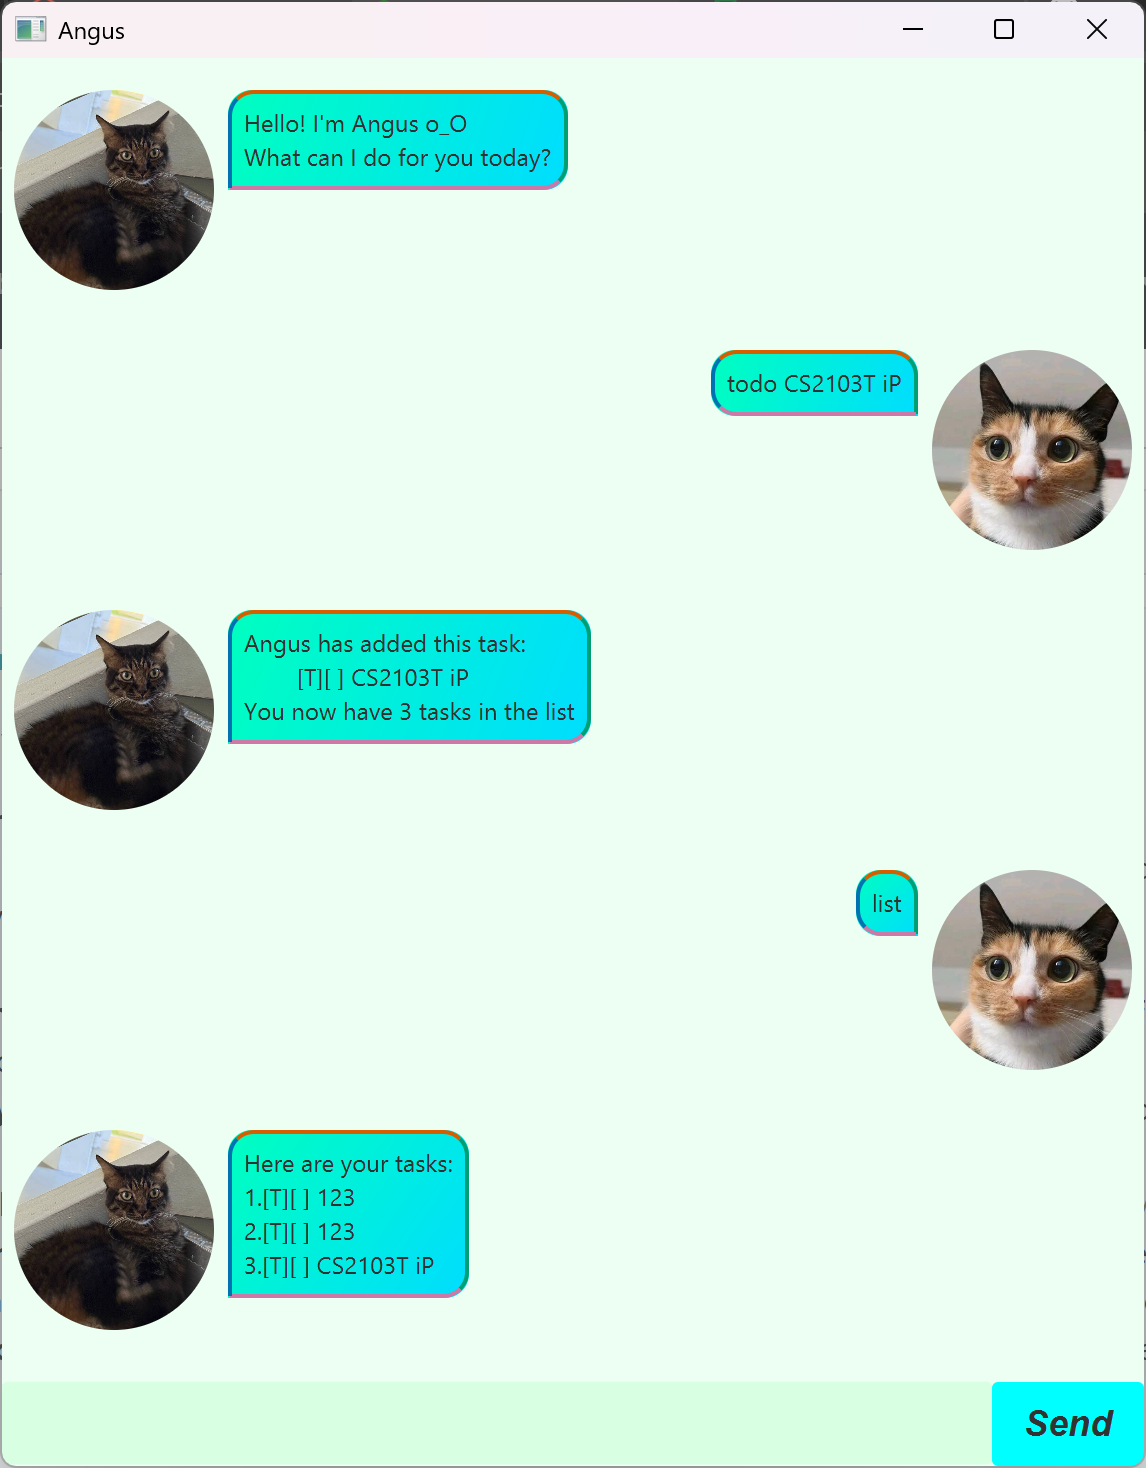 Angus
Hello! I'm Angus o_O
What can I do for you today?
todo CS2103T iP
Angus has added this task:
[T][ ] CS2103T iP
You now have 3 tasks in the list
list
Here are your tasks:
1.[T][ ] 123
2.[T][ ] 123
3.[T][ ] CS2103T iP
Send